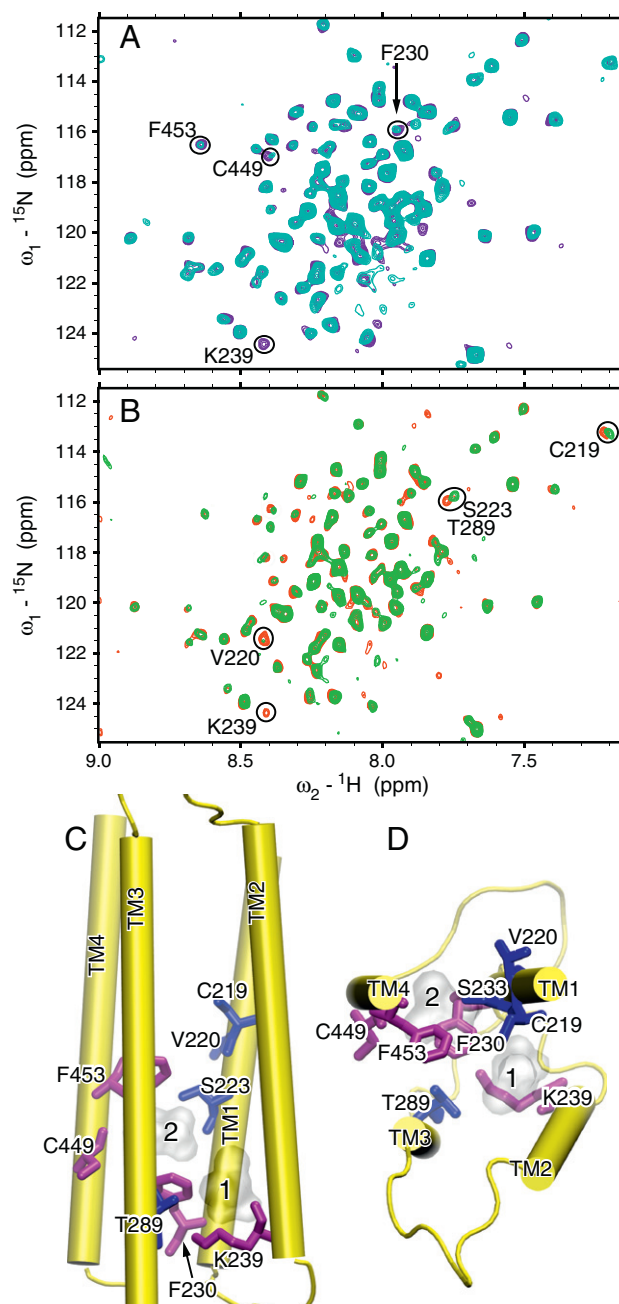 A
112
114
116
118
120
122
124
ω1 - 15N (ppm)
F230
F453
C449
K239
B
112
114
116
118
120
122
124
ω1 - 15N (ppm)
C219
S223
T289
V220
K239
9.0
8.5
8.0
7.5
ω2 - 1H (ppm)
C
TM4
TM3
TM2
C219
V220
F453
S223
TM1
2
C449
1
T289
K239
F230
D
V220
TM4
2
S233
TM1
C449
F453
F230
C219
1
T289
K239
TM3
TM2